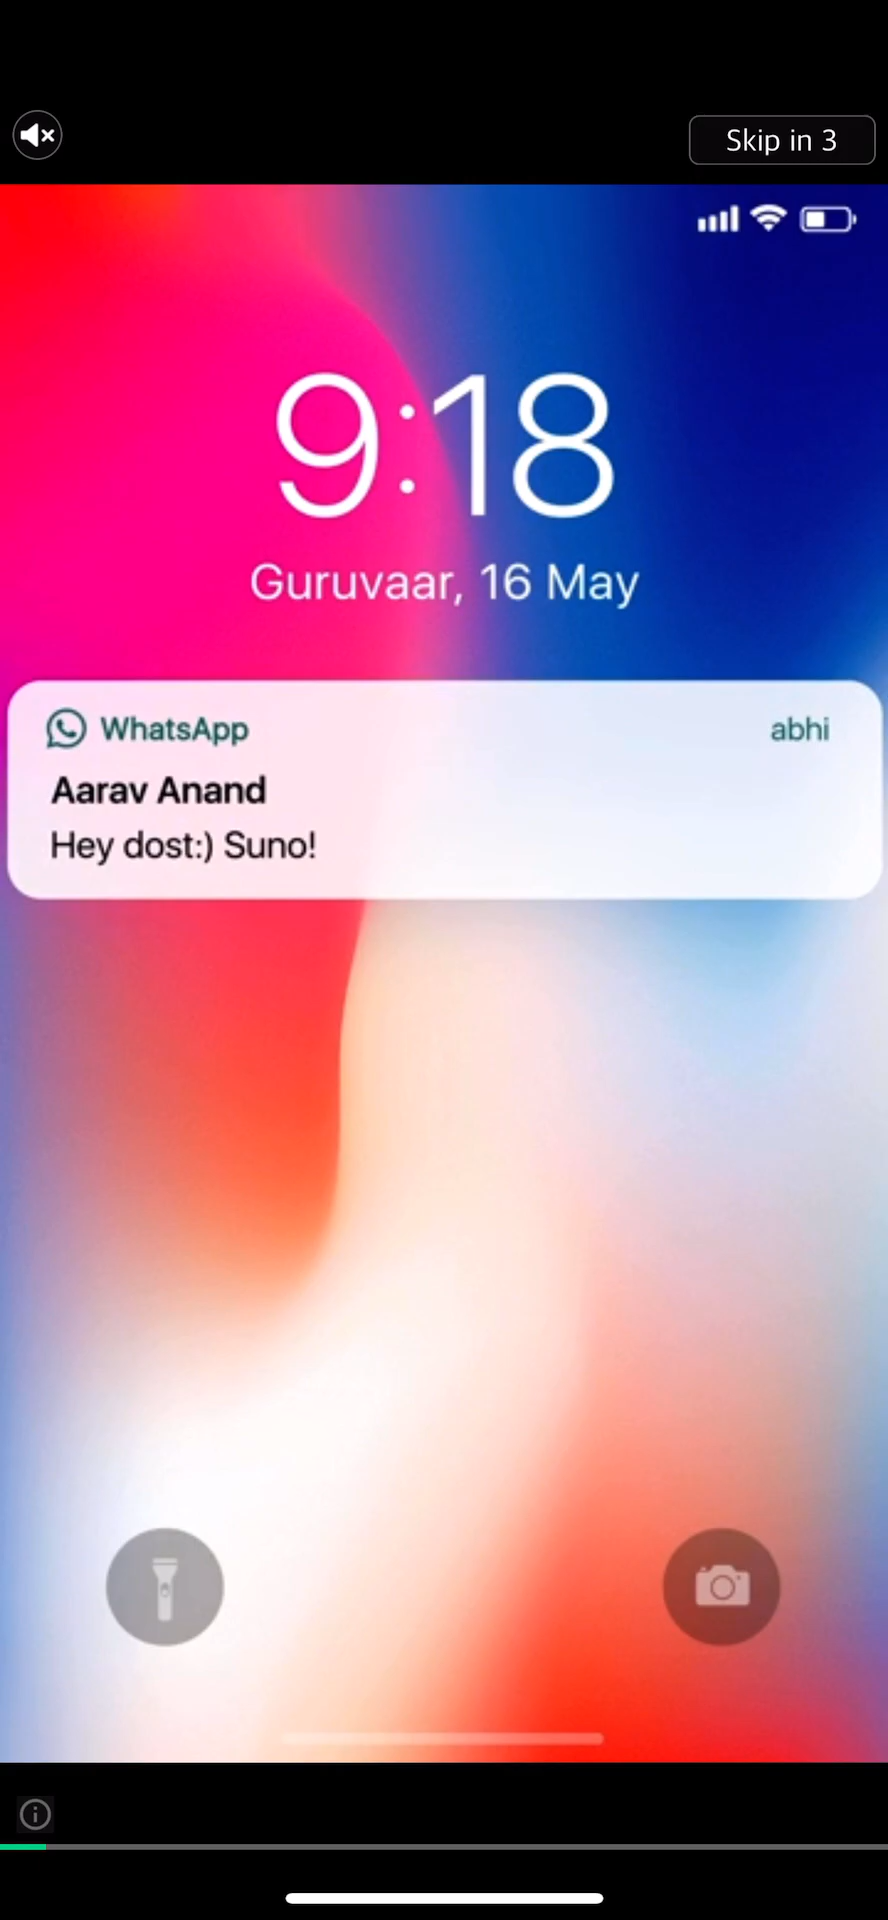 Skip in 3
9:18
Guruvaar, 16 May
WhatsApp abhi
Aarav Anand
Hey dost:) Suno!